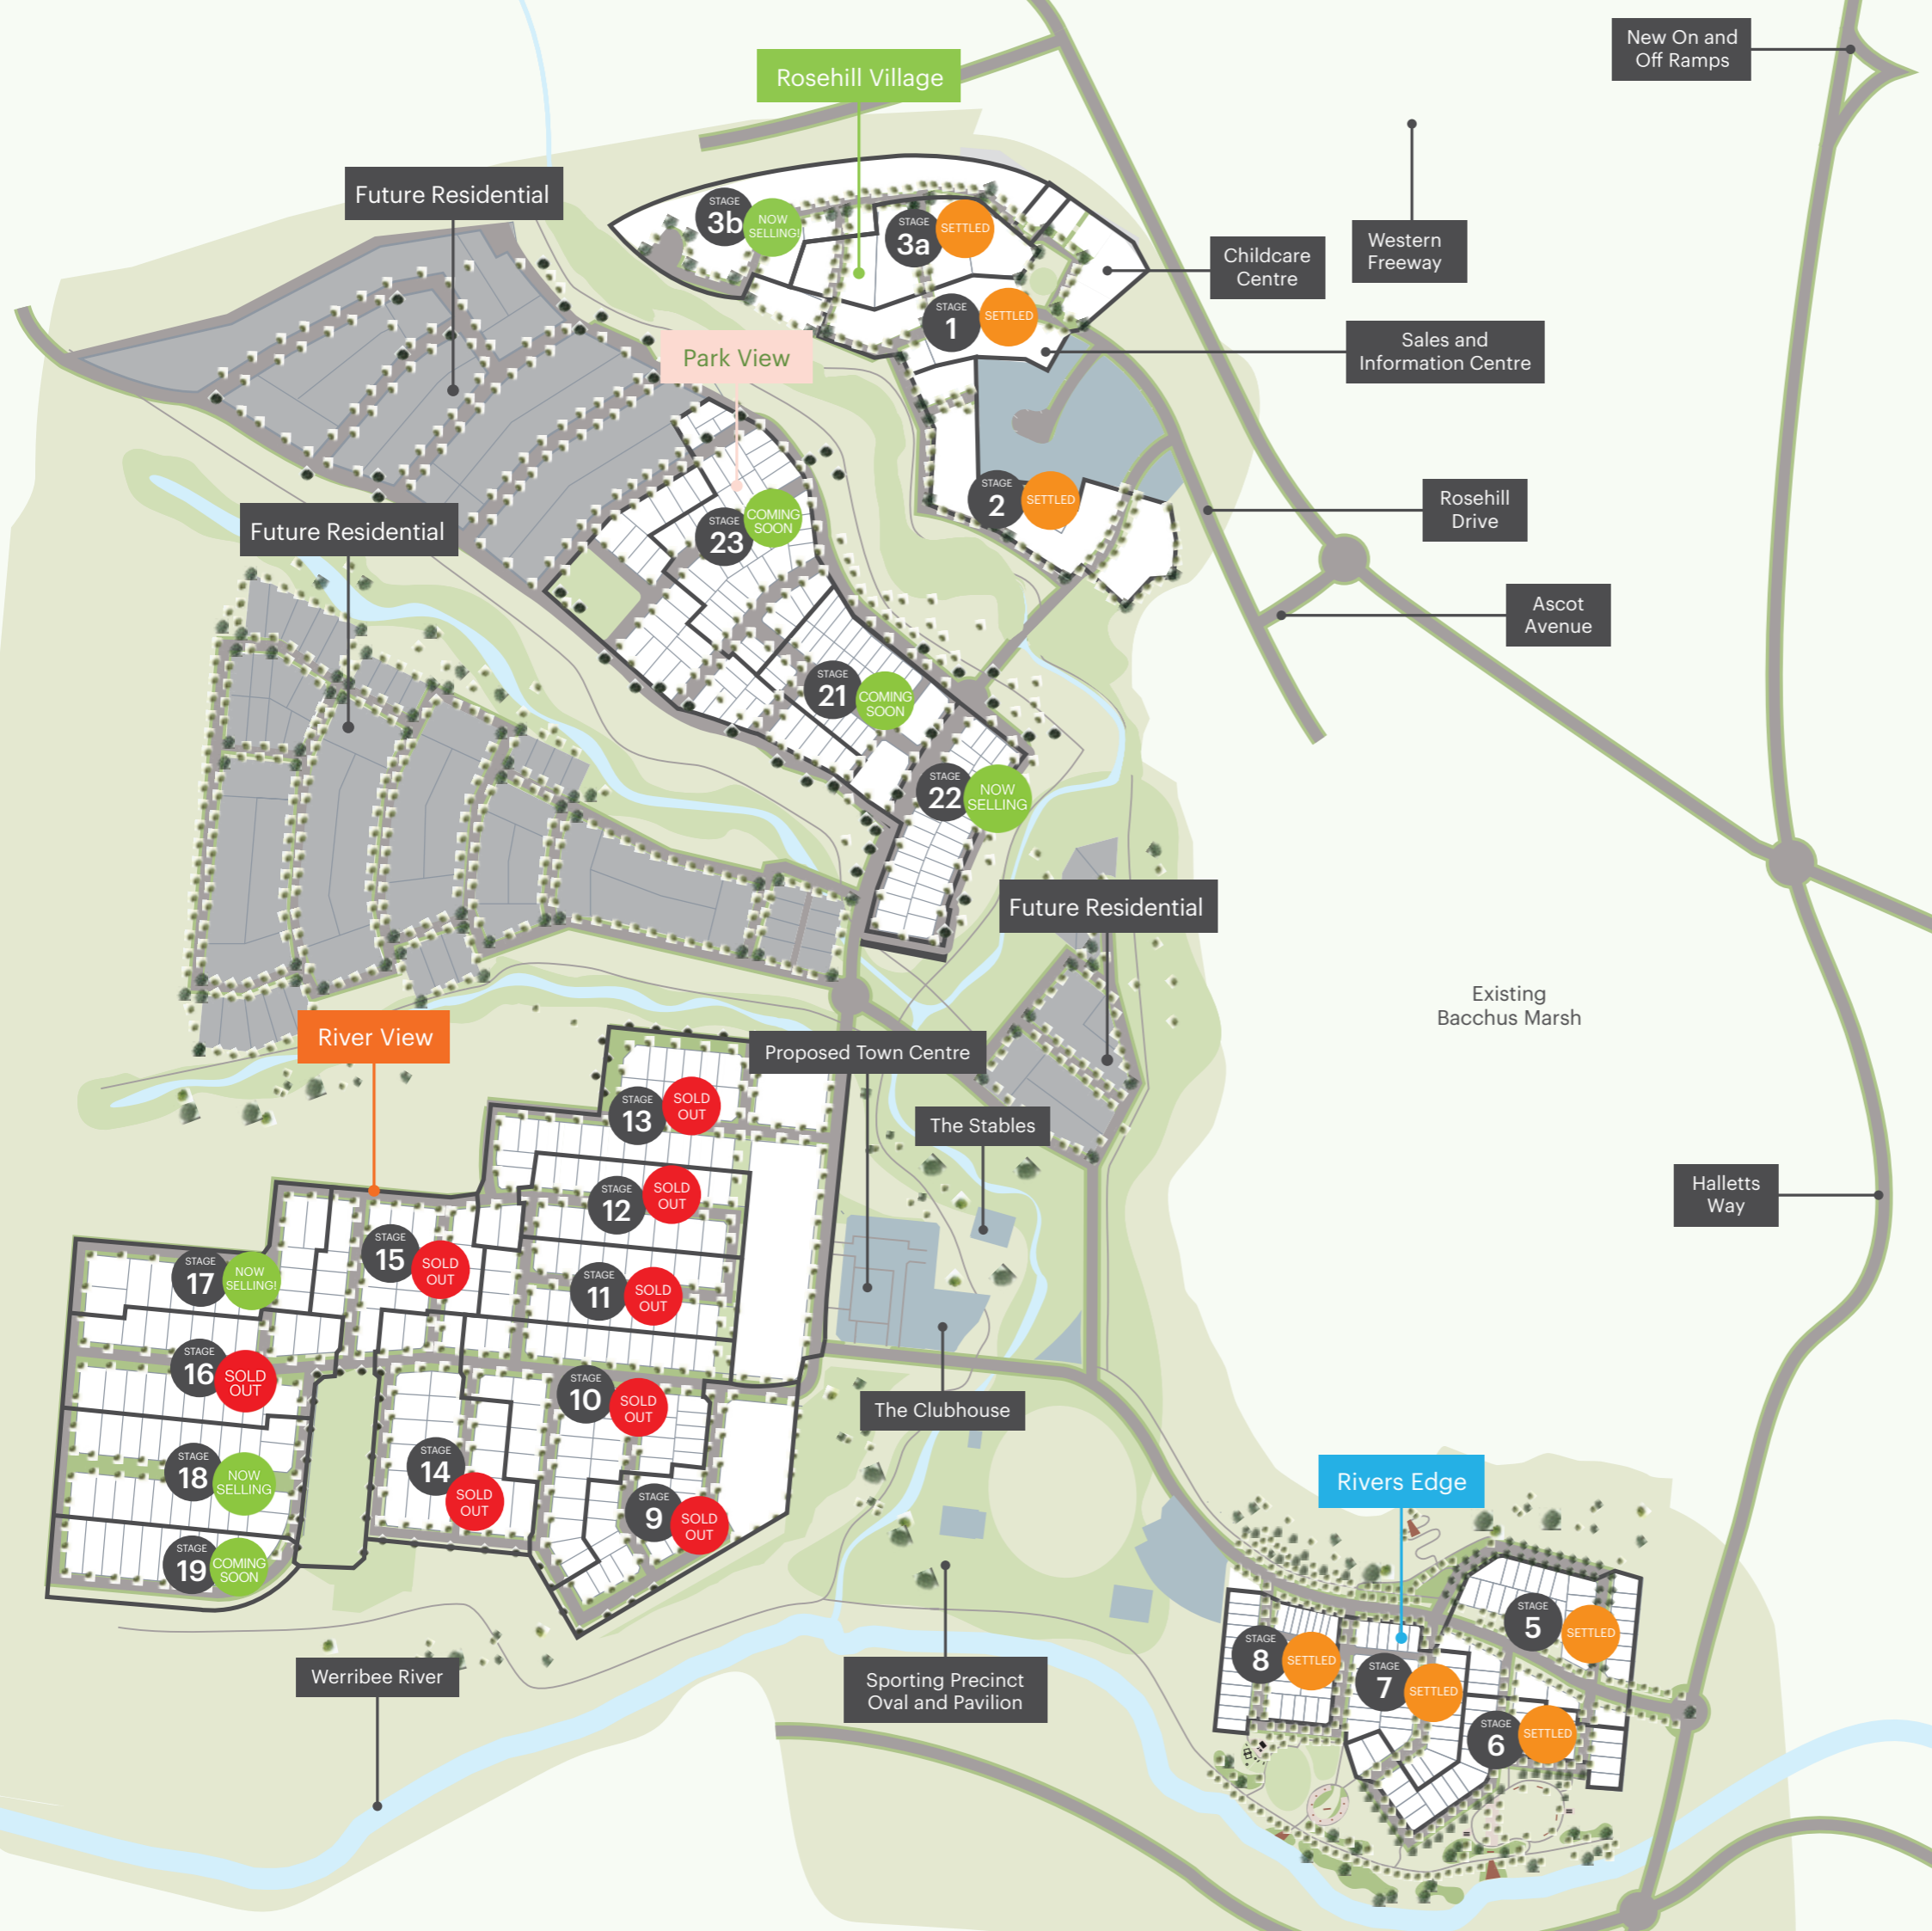 New On and
Off Ramps
Rosehill Village
Western
Freeway
Future Residential
STAGE
3b
NOW
SELLING!
STAGE
3a
SETTLED
Childcare
Centre
STAGE
1
SETTLED
Sales and
Information Centre
Park View
STAGE
2
SETTLED
Rosehill
Drive
Future Residential
STAGE
23
COMING
SOON
Ascot
Avenue
STAGE
21
COMING
SOON
STAGE
22
NOW
SELLING
Future Residential
Existing
Bacchus Marsh
River View
Proposed Town Centre
STAGE
13
SOLD
OUT
The Stables
STAGE
12
SOLD
OUT
Halletts
Way
STAGE
15
SOLD
OUT
STAGE
17
NOW
SELLING!
STAGE
11
SOLD
OUT
STAGE
16
SOLD
OUT
STAGE
10
SOLD
OUT
The Clubhouse
STAGE
14
SOLD
OUT
STAGE
18
NOW
SELLING
STAGE
9
SOLD
OUT
Rivers Edge
STAGE
19
COMING
SOON
STAGE
5
SETTLED
STAGE
8
SETTLED
STAGE
7
SETTLED
STAGE
6
SETTLED
Werribee River
Sporting Precinct
Oval and Pavilion